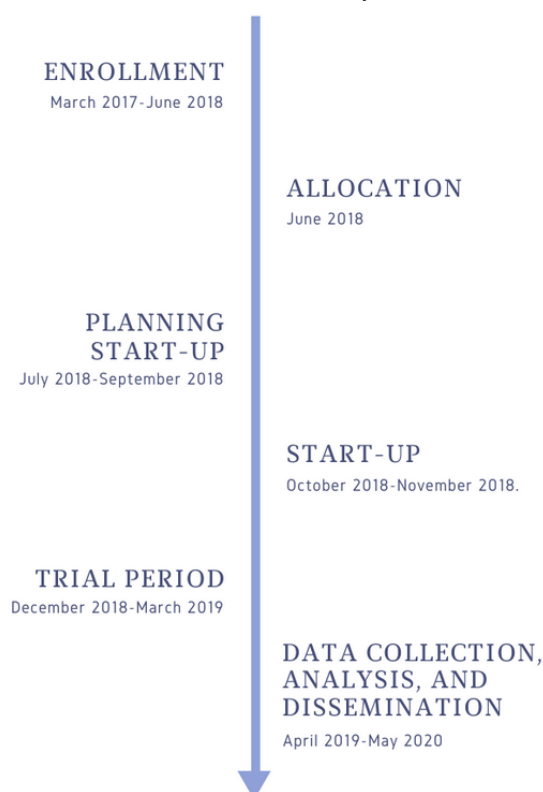 ENROLLMENT
March 2017-June 2018
ALLOCATION
June 2018
PLANNING
START-UP
July 2018-September 2018
START-UP
October 2018-November 2018.
TRIAL PERIOD
December 2018-March 2019
DATA COLLECTION,
ANALYSIS, AND
DISSEMINATION
April 2019-May 2020